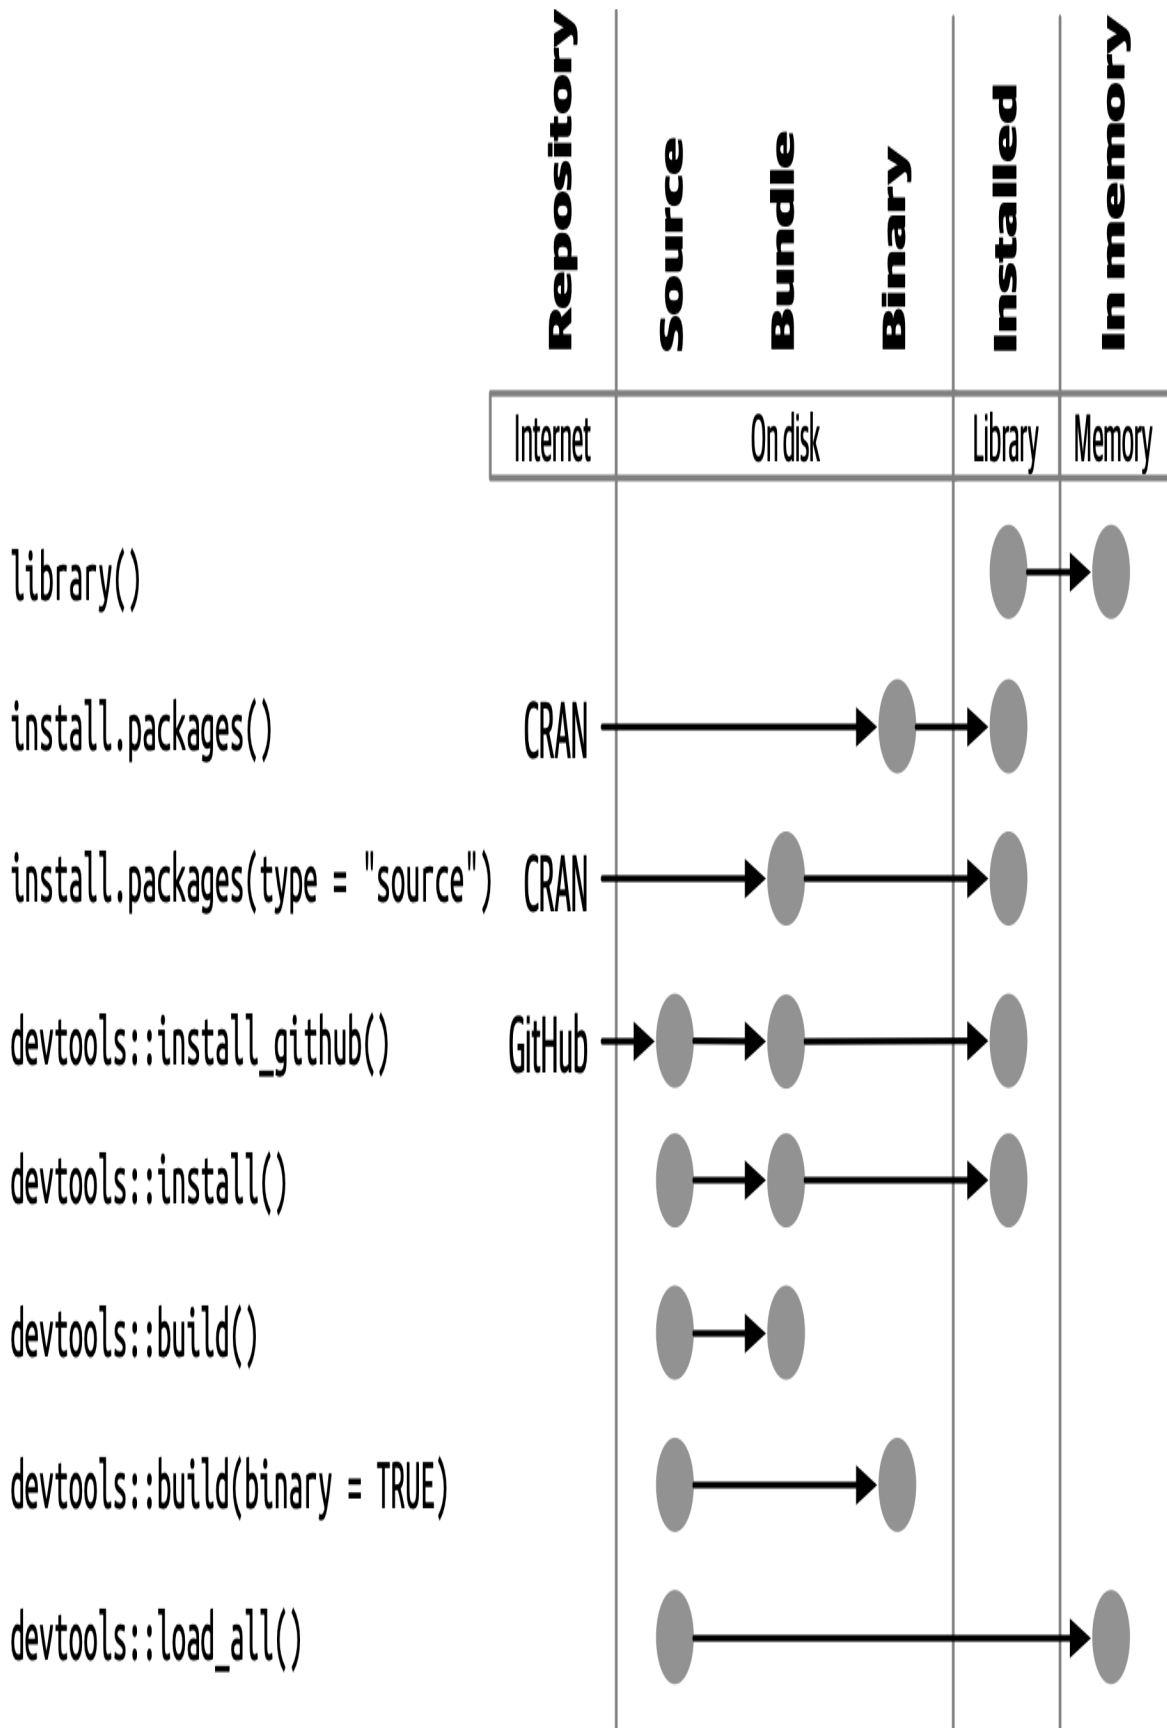 Repository
Source
Bundle
Binary
Installed
In memory
Internet On disk Library Memory
library()
install.packages() CRAN
install.packages(type = "source") CRAN
devtools::install_github() GitHub
devtools::install()
devtools::build()
devtools::build(binary = TRUE)
devtools::load_all()